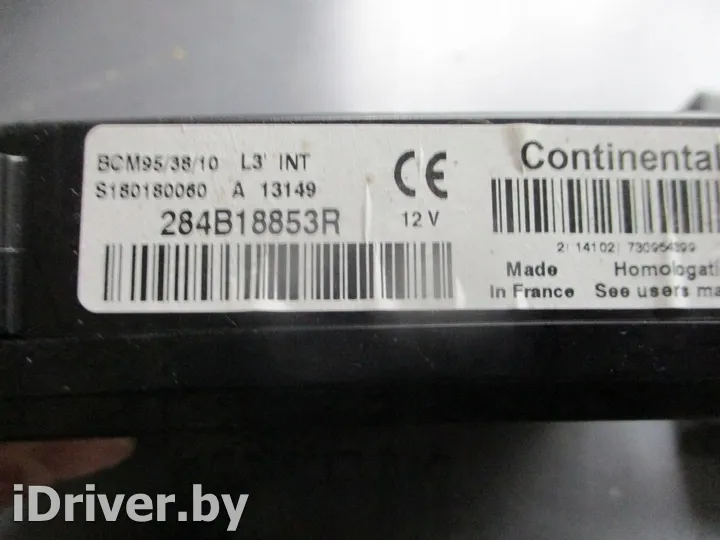 BCM95/38/10 L3' INT
S180180060 A 13149
284B18853R
12 V
CE
Continental
2/ 14102/ 730954399
Made
In France
Homologati
See users ma
iDriver.by